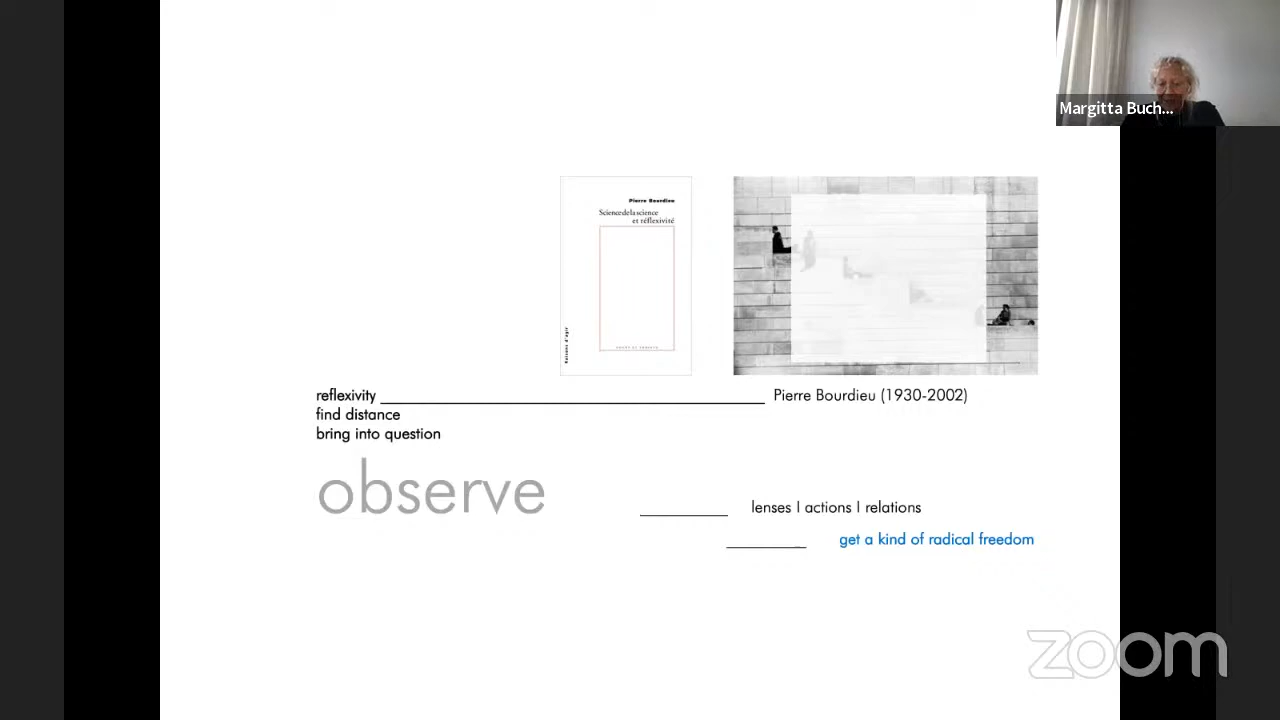 Margitta Buch...
Pierre Bourdieu
Science de la science
et réflexivité
Raisons d'agir
reflexivity
Pierre Bourdieu (1930-2002)
find distance
bring into question
observe
lenses I actions I relations
get a kind of radical freedom
zoom